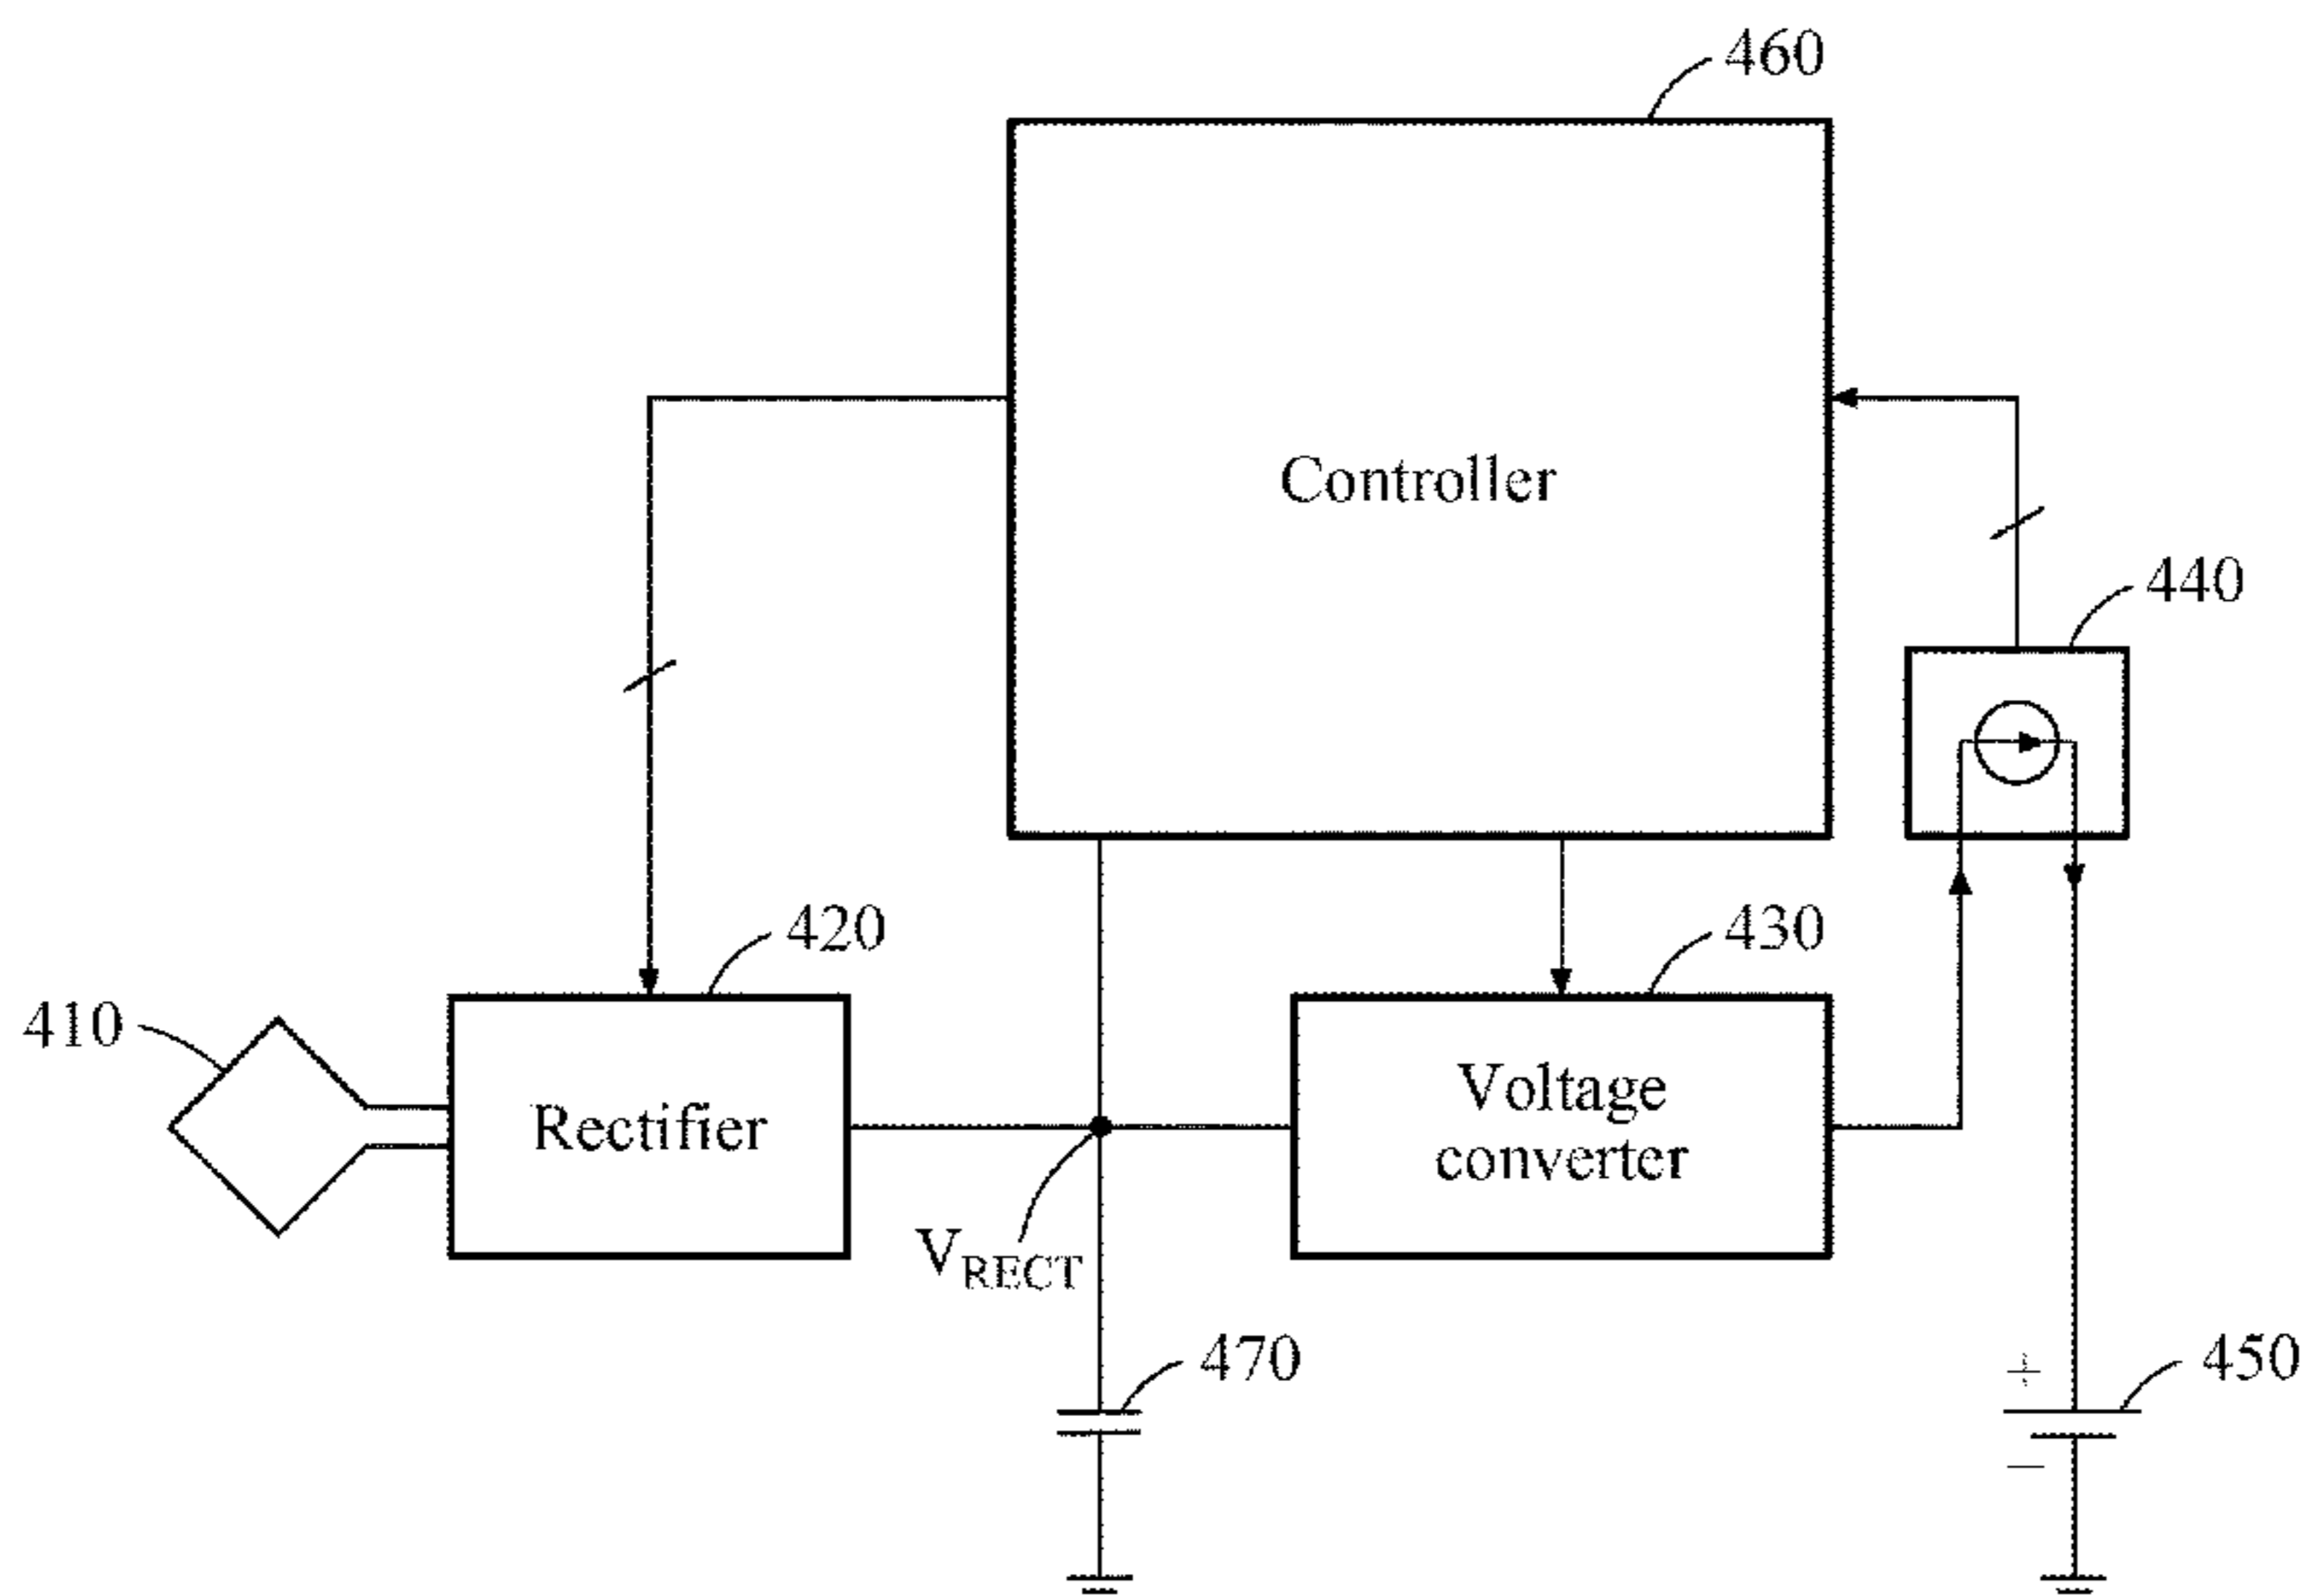 460
Controller
440
420
430
410
Rectifier
Voltage
converter
VRECT
470
+
450
−